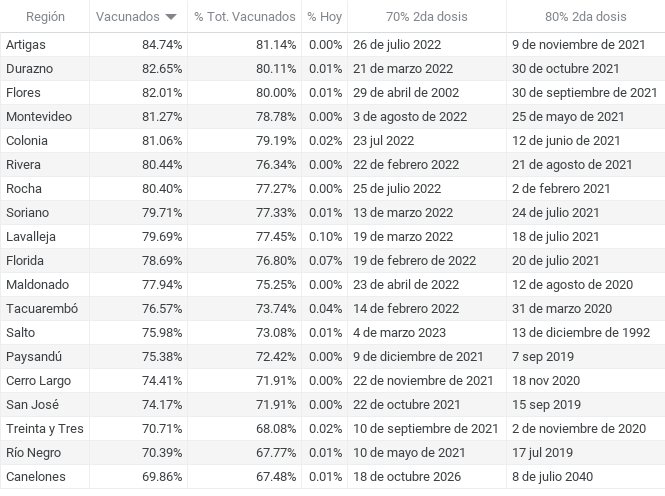 Región Vacunados % Tot. Vacunados % Hoy 70% 2da dosis 80% 2da dosis
Artigas 84.74% 81.14% 0.00% 26 de julio 2022 9 de noviembre de 2021
Durazno 82.65% 80.11% 0.01% 21 de marzo 2022 30 de octubre 2021
Flores 82.01% 80.00% 0.01% 29 de abril de 2002 30 de septiembre de 2021
Montevideo 81.27% 78.78% 0.00% 3 de agosto de 2022 25 de mayo de 2021
Colonia 81.06% 79.19% 0.02% 23 jul 2022 12 de junio de 2021
Rivera 80.44% 76.34% 0.00% 22 de febrero 2022 21 de agosto de 2021
Rocha 80.40% 77.27% 0.00% 25 de julio 2022 2 de febrero 2021
Soriano 79.71% 77.33% 0.01% 13 de marzo 2022 24 de julio 2021
Lavalleja 79.69% 77.45% 0.10% 19 de marzo 2022 18 de julio 2021
Florida 78.69% 76.80% 0.07% 19 de febrero de 2022 20 de julio 2021
Maldonado 77.94% 75.25% 0.00% 23 de abril 2022 12 de agosto de 2020
Tacuarembó 76.57% 73.74% 0.04% 14 de febrero 2022 31 de marzo 2020
Salto 75.98% 73.08% 0.01% 4 de marzo 2023 13 de diciembre de 1992
Paysandú 75.38% 72.42% 0.00% 9 de diciembre de 2021 7 sep 2019
Cerro Largo 74.41% 71.91% 0.00% 22 de noviembre de 2021 18 nov 2020
San José 74.17% 71.91% 0.00% 22 de octubre 2021 15 sep 2019
Treinta y Tres 70.71% 68.08% 0.02% 10 de septiembre de 2021 2 de noviembre de 2020
Río Negro 70.39% 67.77% 0.01% 10 de mayo de 2021 17 jul 2019
Canelones 69.86% 67.48% 0.01% 18 de octubre 2026 8 de julio 2040